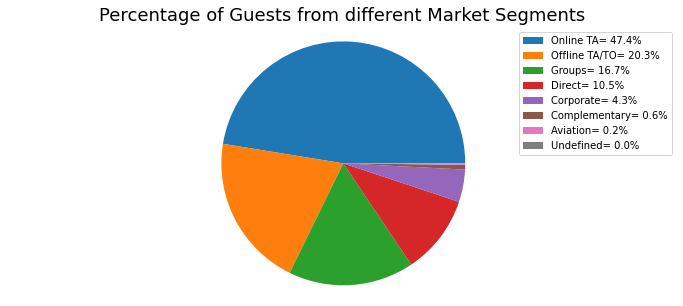 Percentage of Guests from different Market Segments
Online TA= 47.4%
Offline TA/TO= 20.3%
Groups= 16.7%
Direct= 10.5%
Corporate= 4.3%
Complementary= 0.6%
Aviation= 0.2%
Undefined= 0.0%